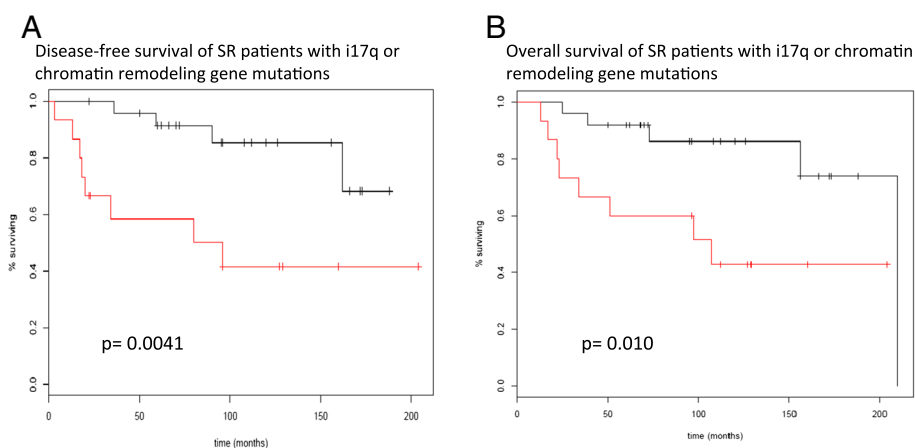 A
Disease-free survival of SR patients with i17q or
chromatin remodeling gene mutations
% surviving
1.0
0.8
0.6
0.4
0.2
0.0
p= 0.0041
0 50 100 150 200
time (months)
B
Overall survival of SR patients with i17q or chromatin
remodeling gene mutations
% surviving
1.0
0.8
0.6
0.4
0.2
0.0
p= 0.010
0 50 100 150 200
time (months)